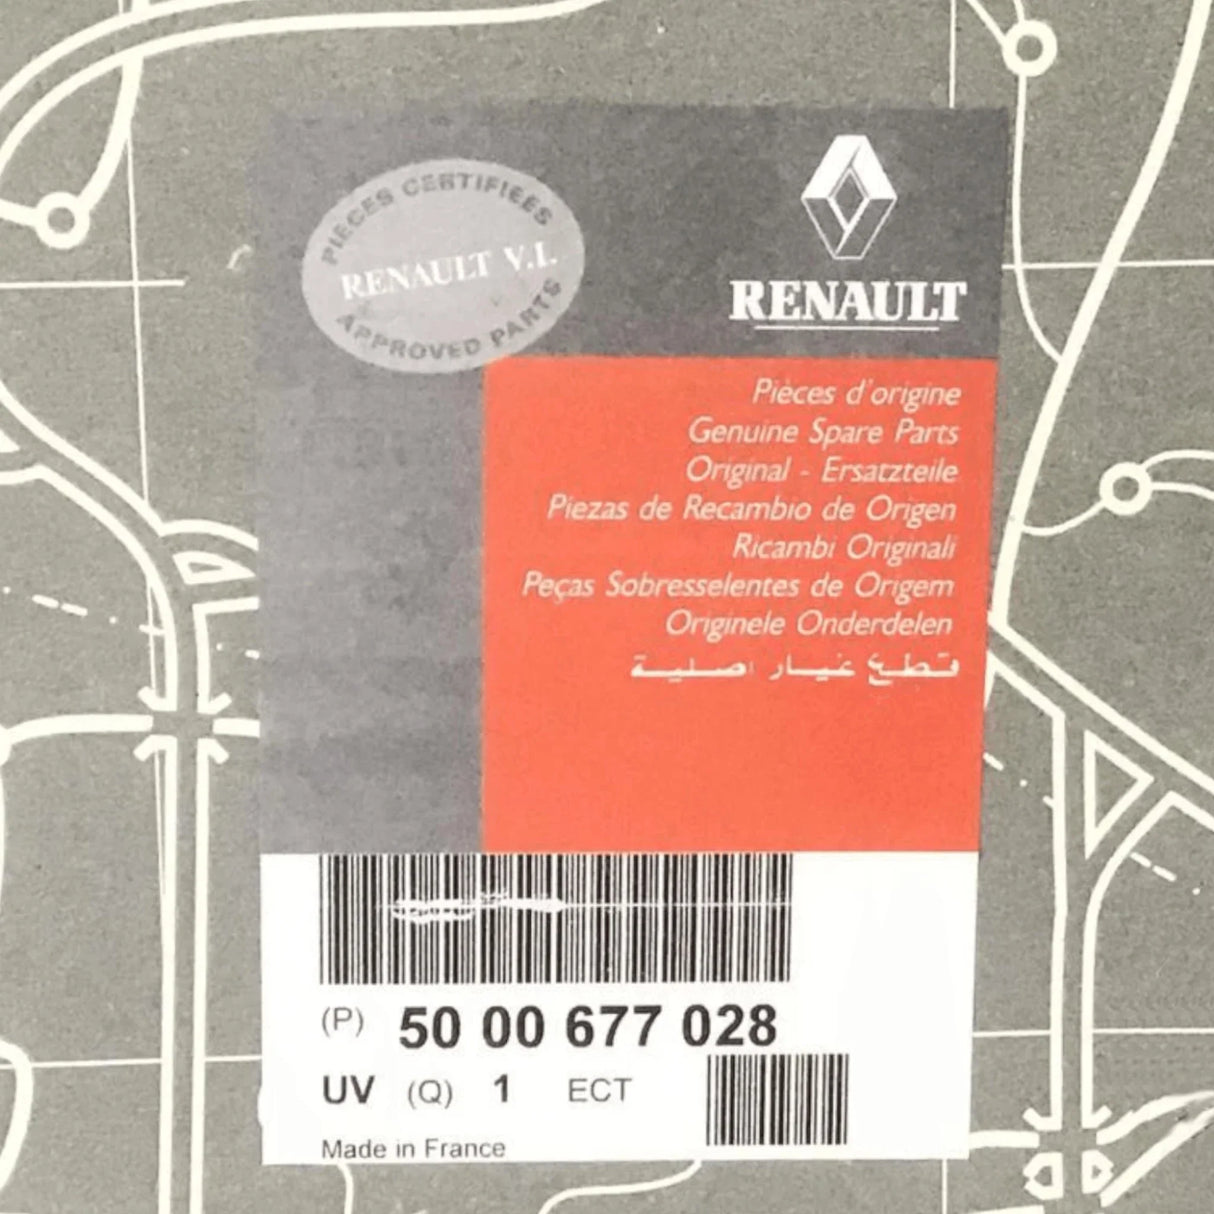 PIECES CERTIFIEES
RENAULT V.I.
APPROVED PARTS
RENAULT
Pièces d'origine
Genuine Spare Parts
Original - Ersatzteile
Piezas de Recambio de Origen
Ricambi Originali
Peças Sobresselentes de Origem
Originele Onderdelen
قطع غيار اصلية
(P) 50 00 677 028
UV (Q) 1 ECT
Made in France